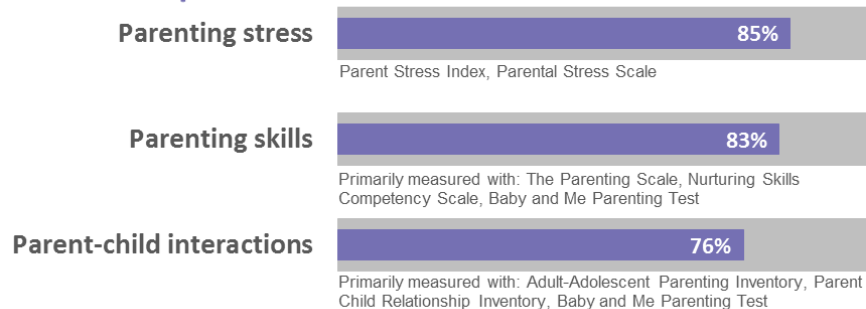 Parenting stress
85%
Parent Stress Index, Parental Stress Scale
Parenting skills
83%
Primarily measured with: The Parenting Scale, Nurturing Skills
Competency Scale, Baby and Me Parenting Test
Parent-child interactions
76%
Primarily measured with: Adult-Adolescent Parenting Inventory, Parent
Child Relationship Inventory, Baby and Me Parenting Test